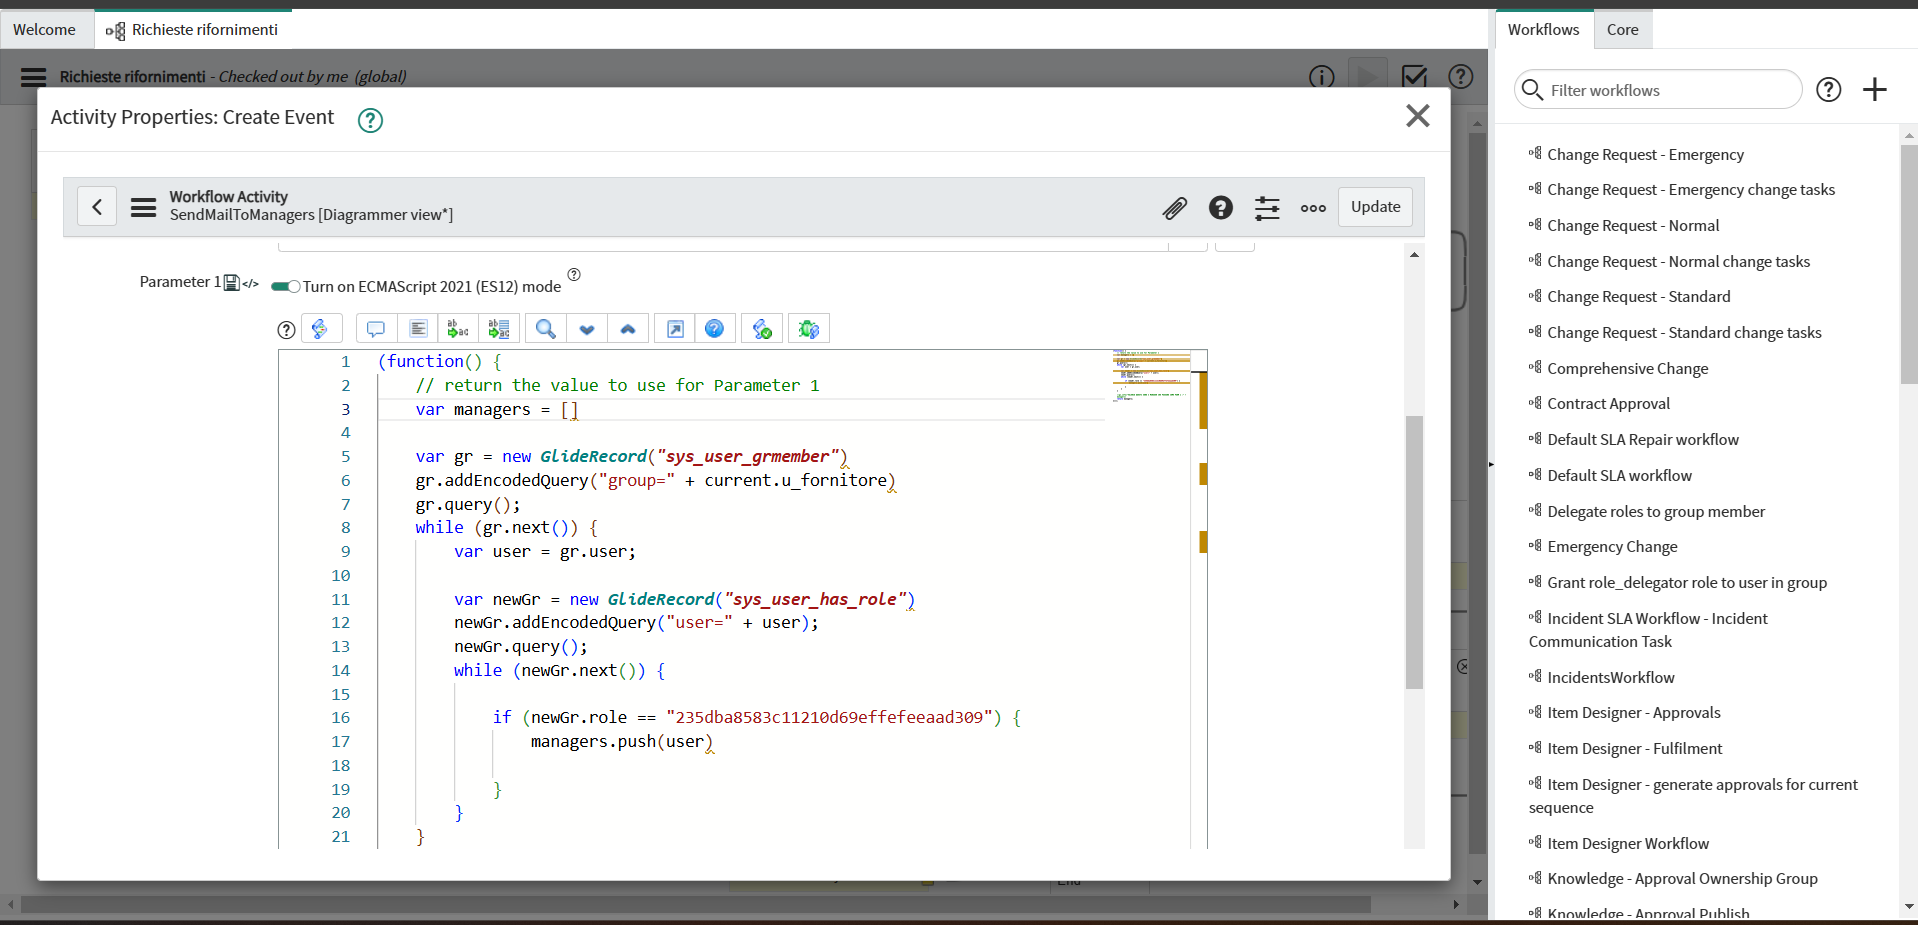 Welcome
Richieste rifornimenti
Richieste rifornimenti - Checked out by me (global)
Activity Properties: Create Event
Workflow Activity
SendMailToManagers [Diagrammer view*]
Update
Parameter 1
</>
Turn on ECMAScript 2021 (ES12) mode
1 (function() {
2 // return the value to use for Parameter 1
3 var managers = []
4
5 var gr = new GlideRecord("sys_user_grmember")
6 gr.addEncodedQuery("group=" + current.u_fornitore)
7 gr.query();
8 while (gr.next()) {
9 var user = gr.user;
10
11 var newGr = new GlideRecord("sys_user_has_role")
12 newGr.addEncodedQuery("user=" + user);
13 newGr.query();
14 while (newGr.next()) {
15
16 if (newGr.role == "235dba8583c11210d69effefeeaad309") {
17 managers.push(user)
18
19 }
20 }
21 }
End
Workflows
Core
Filter workflows
Change Request - Emergency
Change Request - Emergency change tasks
Change Request - Normal
Change Request - Normal change tasks
Change Request - Standard
Change Request - Standard change tasks
Comprehensive Change
Contract Approval
Default SLA Repair workflow
Default SLA workflow
Delegate roles to group member
Emergency Change
Grant role_delegator role to user in group
Incident SLA Workflow - Incident
Communication Task
IncidentsWorkflow
Item Designer - Approvals
Item Designer - Fulfilment
Item Designer - generate approvals for current
sequence
Item Designer Workflow
Knowledge - Approval Ownership Group
Knowledge - Approval Publish